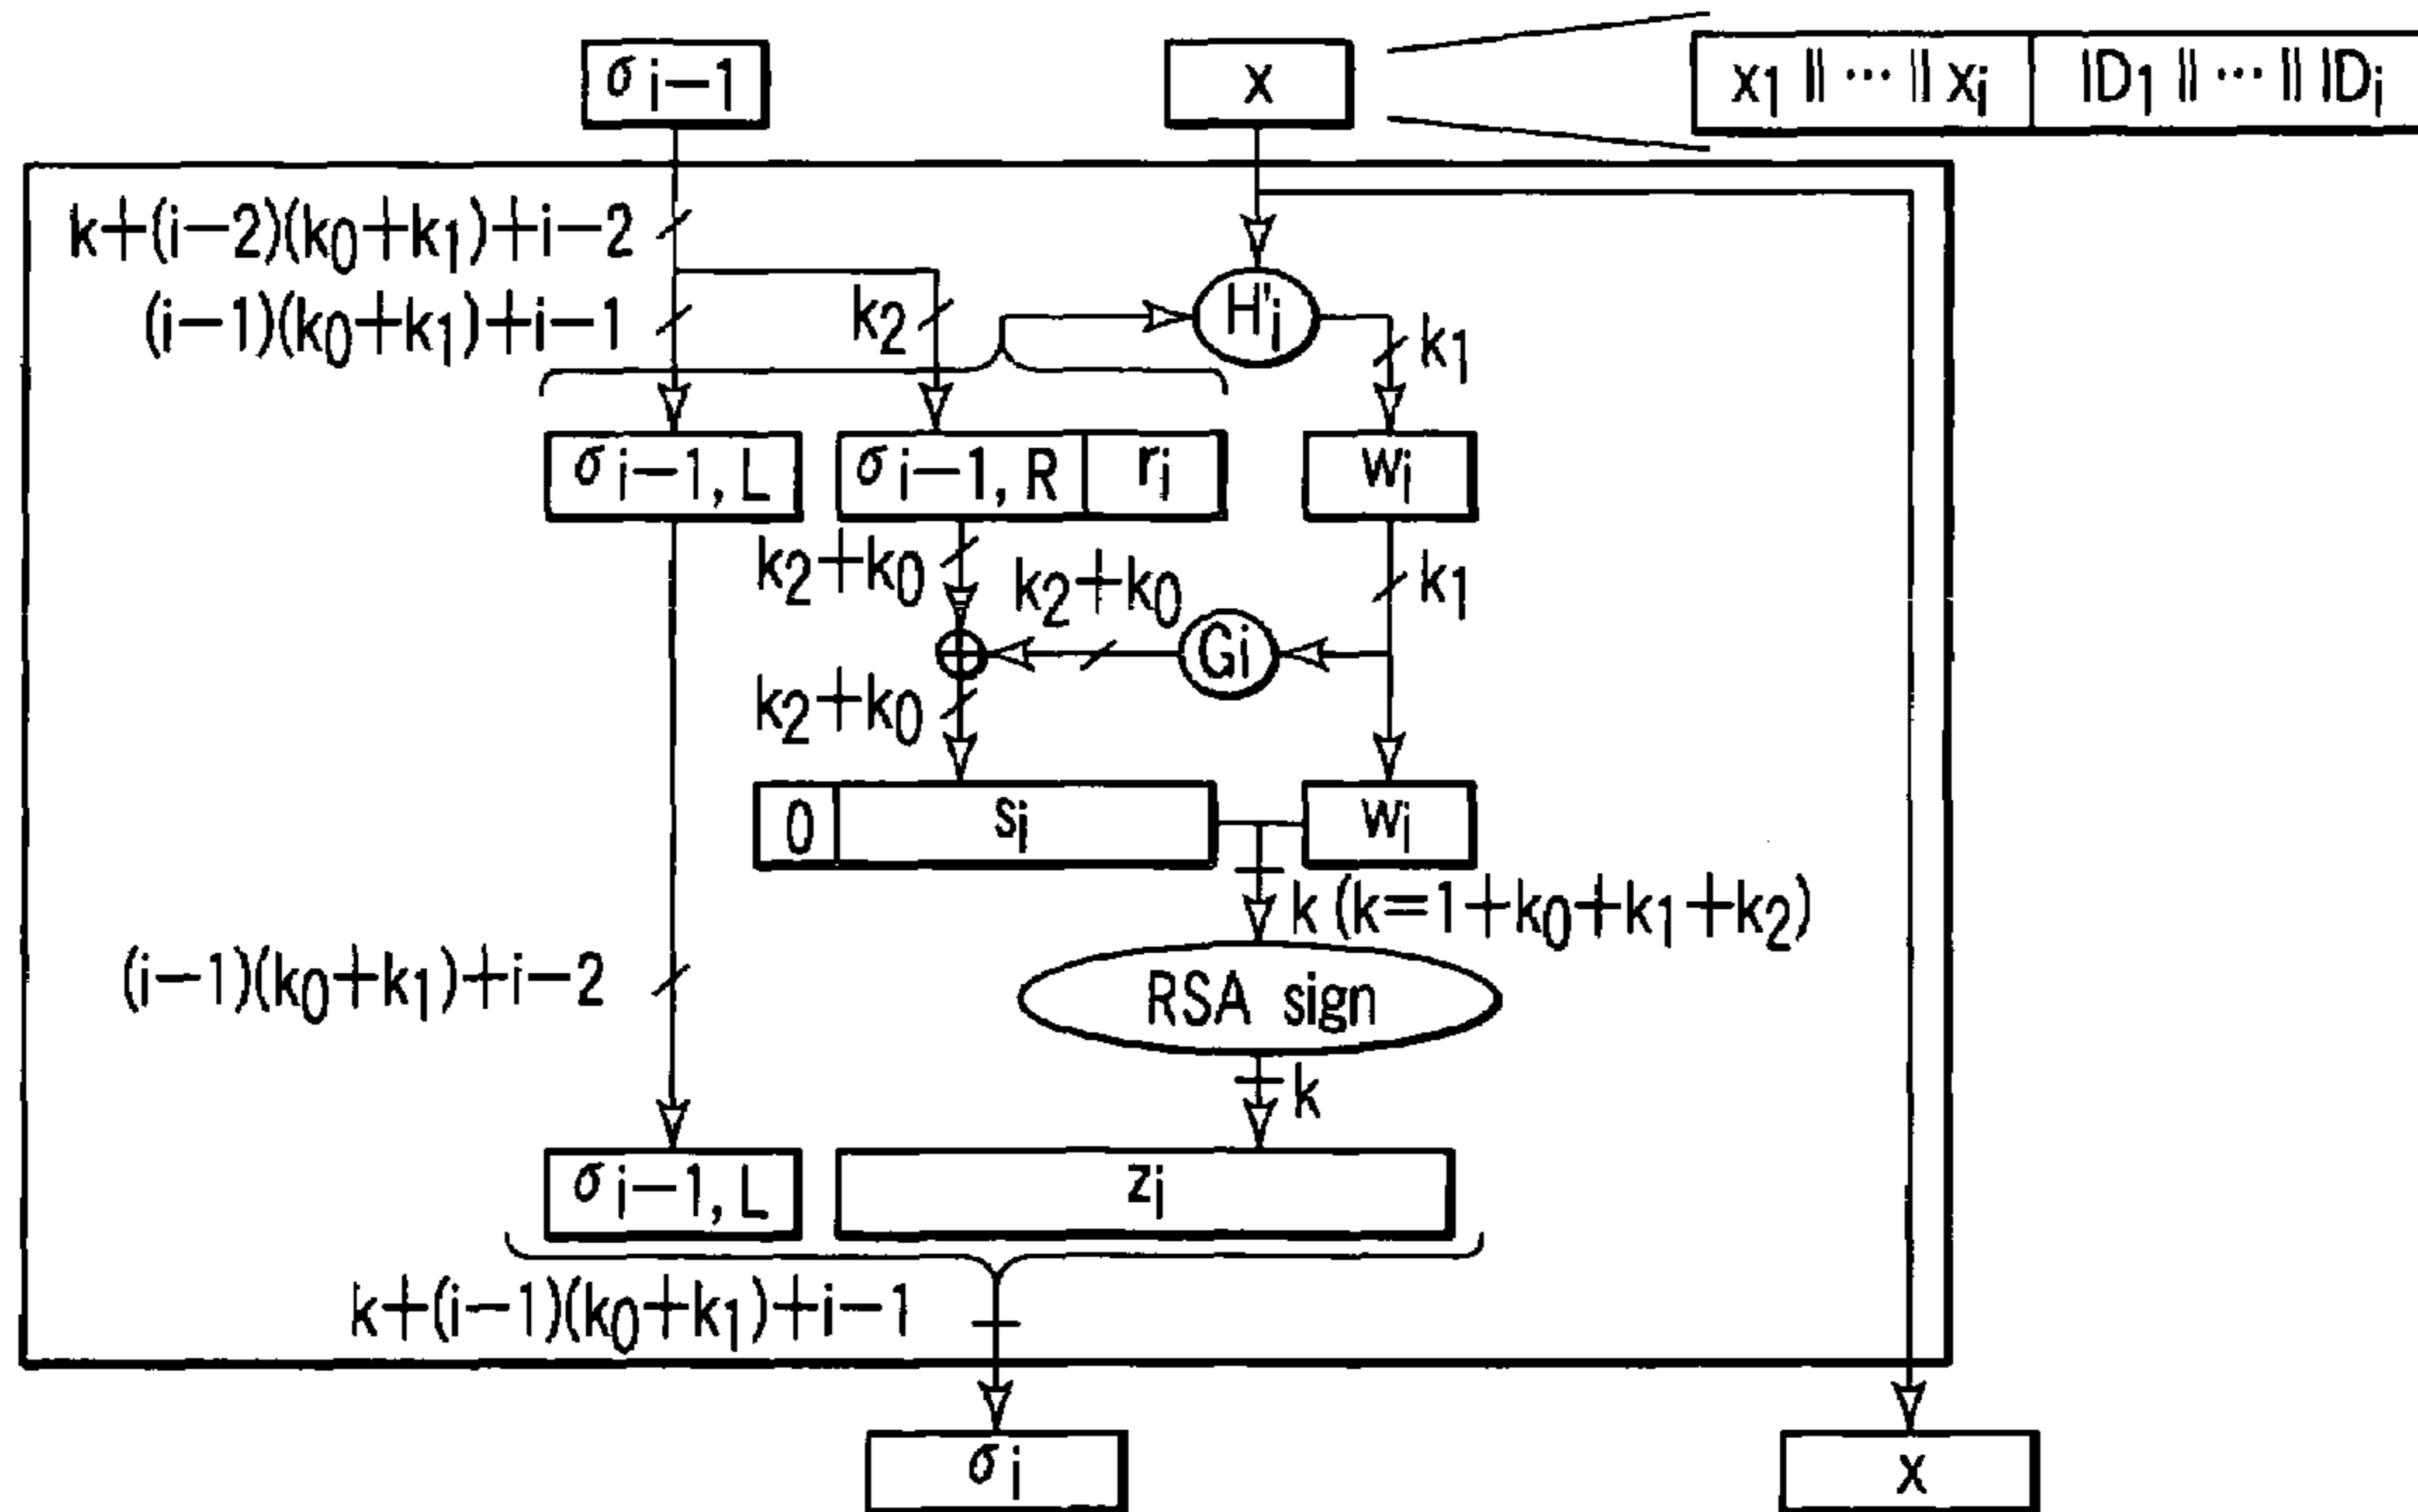 σi−1
x
x1 ‖ ⋯ ‖ xi
ID1 ‖ ⋯ ‖ IDi
k+(i−2)(k0+k1)+i−2
(i−1)(k0+k1)+i−1
k2
H'i
k1
σi−1, L
σi−1, R
ri
wi
k2+k0
k2+k0
k1
Gi
k2+k0
0
si
wi
k (k=1+k0+k1+k2)
(i−1)(k0+k1)+i−2
RSA sign
k
σi−1, L
zi
k+(i−1)(k0+k1)+i−1
σi
x